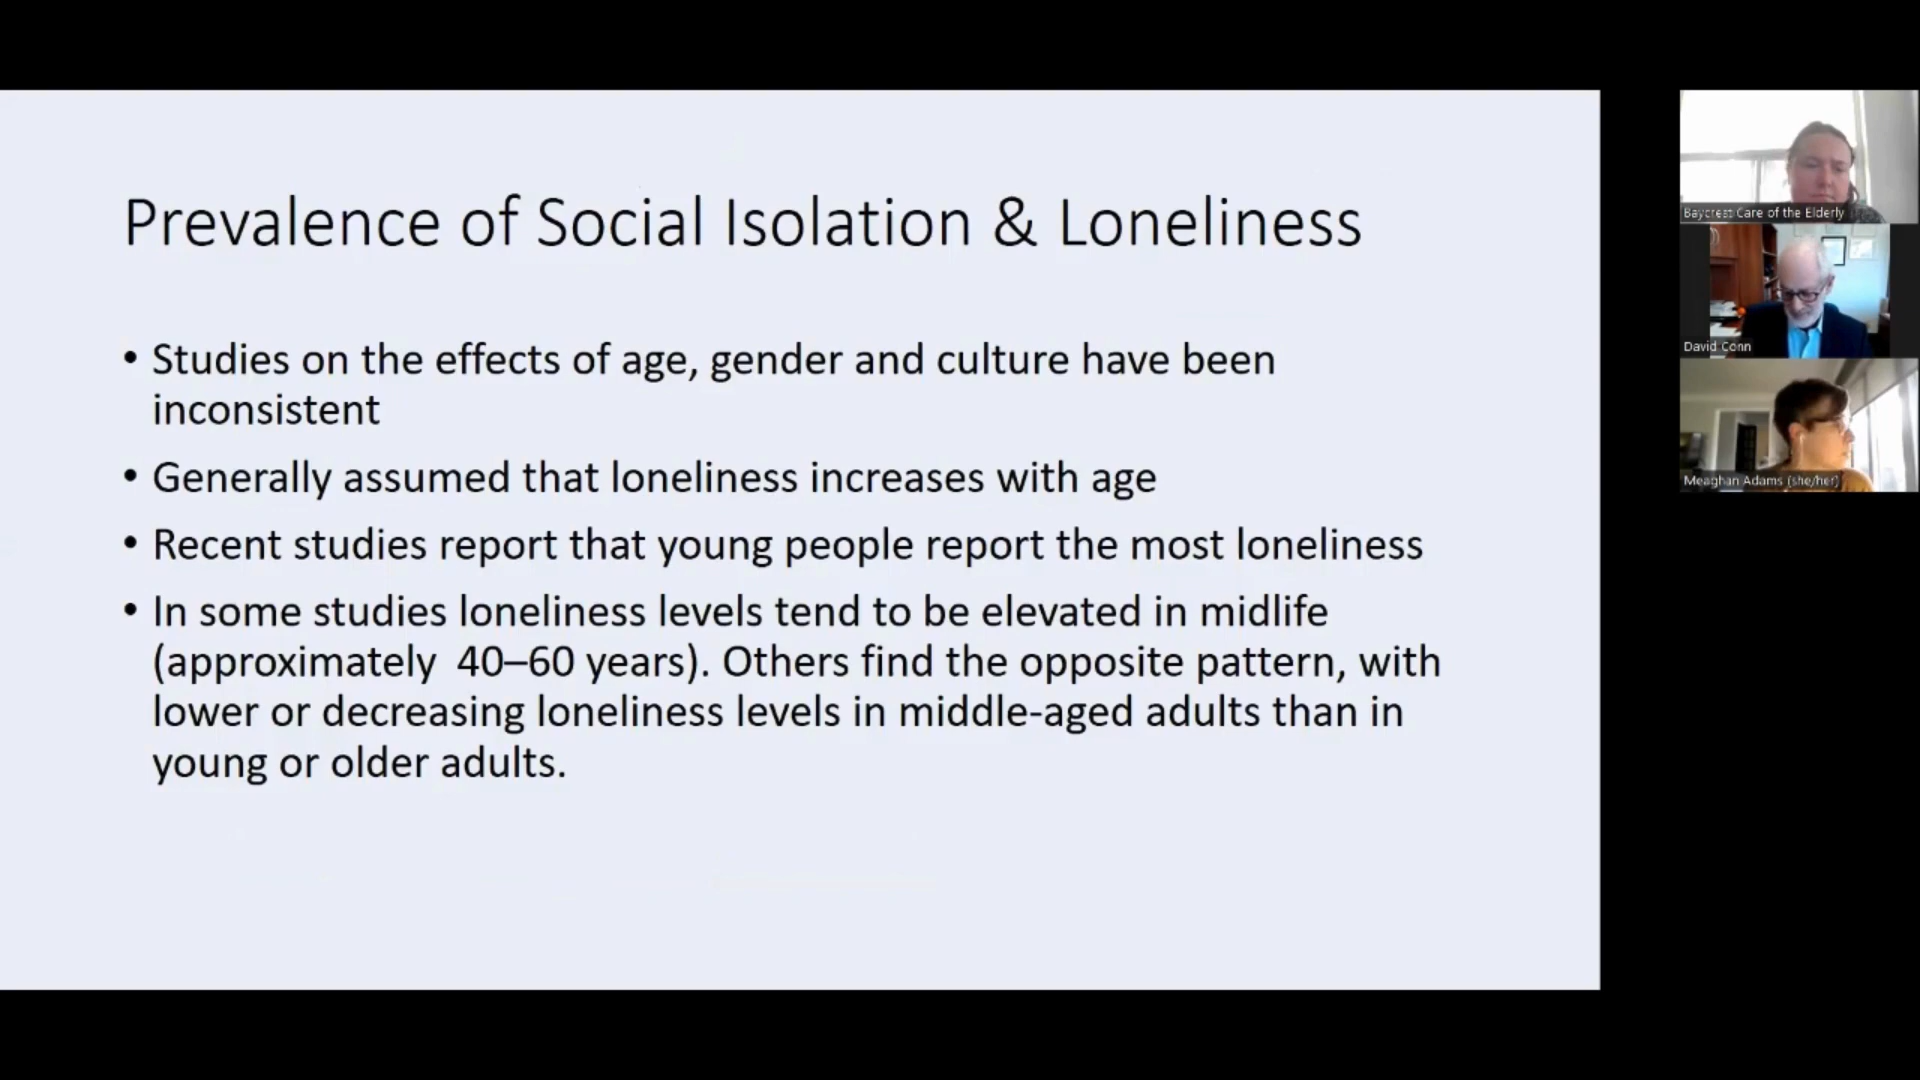 Prevalence of Social Isolation & Loneliness
• Studies on the effects of age, gender and culture have been
inconsistent
• Generally assumed that loneliness increases with age
• Recent studies report that young people report the most loneliness
• In some studies loneliness levels tend to be elevated in midlife
(approximately 40–60 years). Others find the opposite pattern, with
lower or decreasing loneliness levels in middle-aged adults than in
young or older adults.
Baycrest Care of the Elderly
David Conn
Meaghan Adams (she/her)